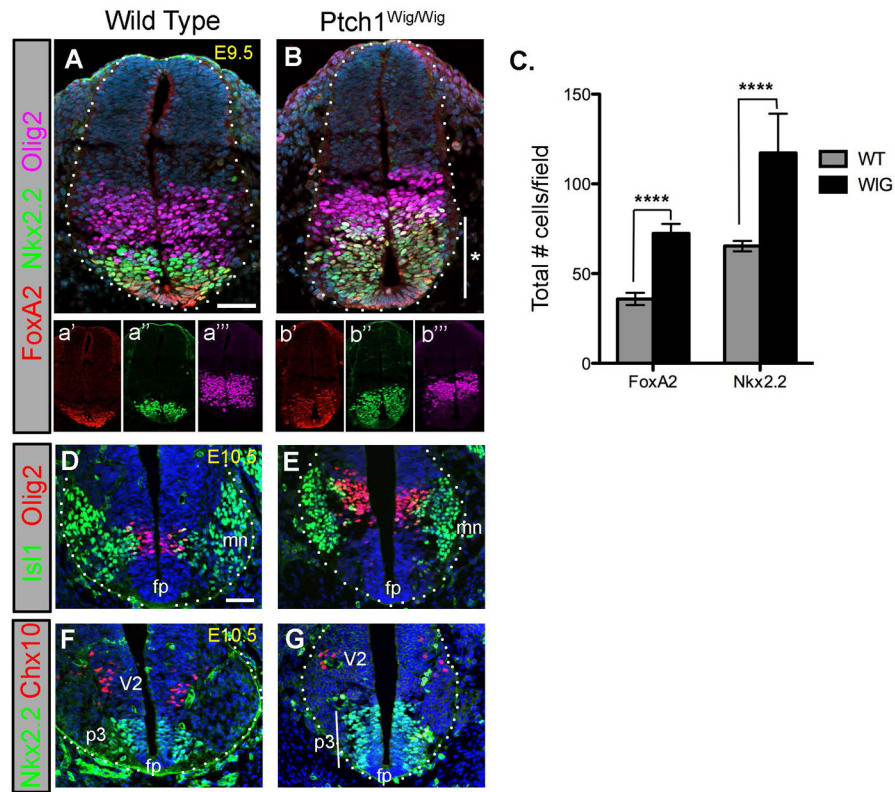 Wild Type
Ptch1Wig/Wig
FoxA2 Nkx2.2 Olig2
A
E9.5
B
*
a'
a''
a'''
b'
b''
b'''
C.
Total # cells/field
150
100
50
0
****
****
FoxA2
Nkx2.2
WT
WIG
Isl1 Olig2
D
E10.5
mn
fp
E
mn
fp
Nkx2.2 Chx10
F
E10.5
V2
p3
fp
G
V2
p3
fp